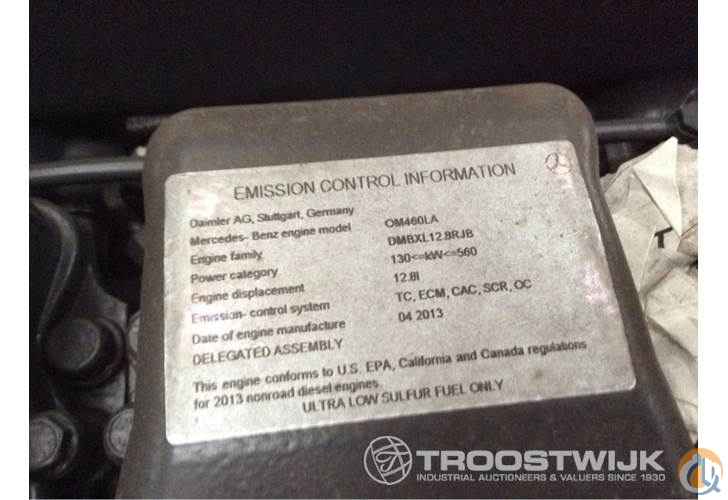 EMISSION CONTROL INFORMATION
Daimler AG, Stuttgart, Germany
Mercedes- Benz engine model OM460LA
Engine family DMBXL12.8RJB
Power category 130<=kW<=560
Engine displacement 12.8l
Emission- control system TC, ECM, CAC, SCR, OC
Date of engine manufacture 04 2013
DELEGATED ASSEMBLY
This engine conforms to U.S. EPA, California and Canada regulations
for 2013 nonroad diesel engines.
ULTRA LOW SULFUR FUEL ONLY
T
TROOSTWIJK
INDUSTRIAL AUCTIONEERS & VALUERS SINCE 1930